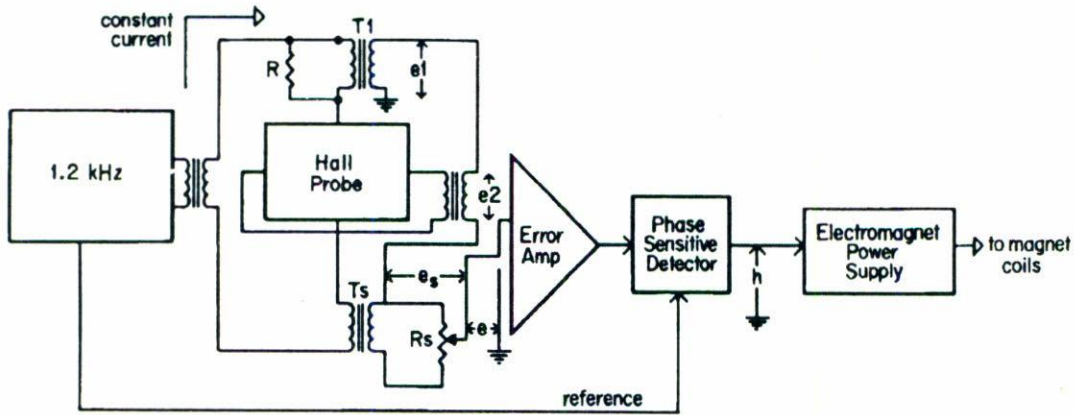 constant
current
T1
R
e1
1.2 kHz
Hall
Probe
e2
Error
Amp
Phase
Sensitive
Detector
Electromagnet
Power
Supply
to magnet
coils
h
es
Ts
Rs
e
reference